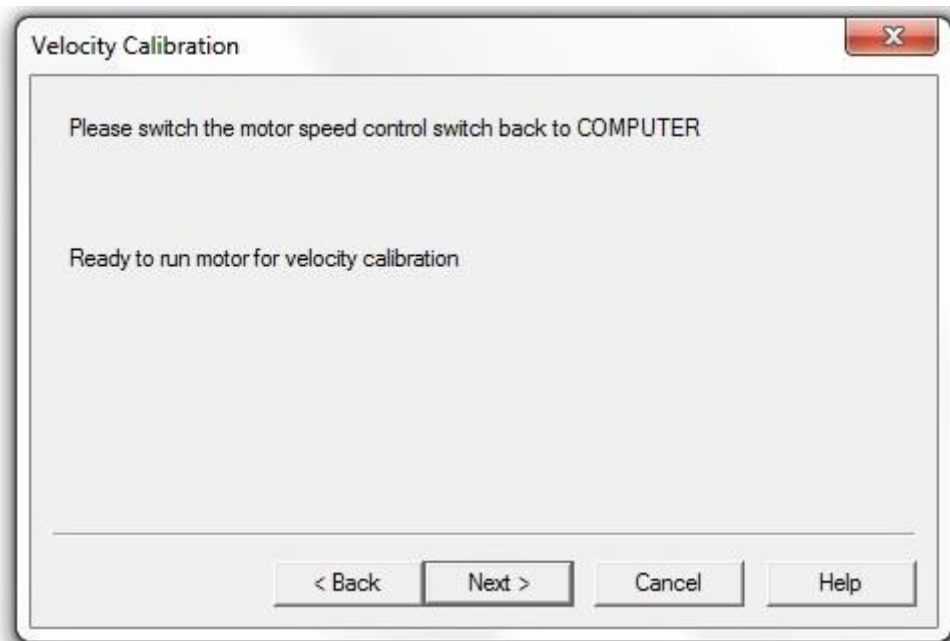 Velocity Calibration
Please switch the motor speed control switch back to COMPUTER
Ready to run motor for velocity calibration
< Back Next > Cancel Help